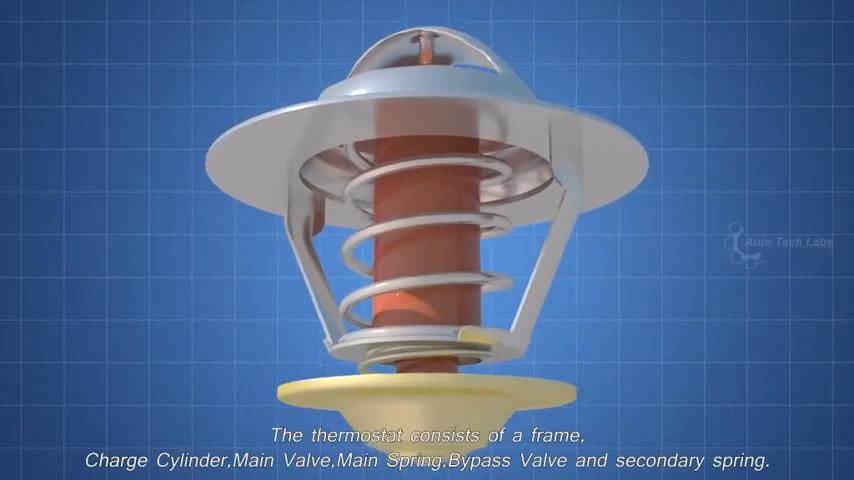 Auto Tech Labs
The thermostat consists of a frame,
Charge Cylinder,Main Valve,Main Spring,Bypass Valve and secondary spring.